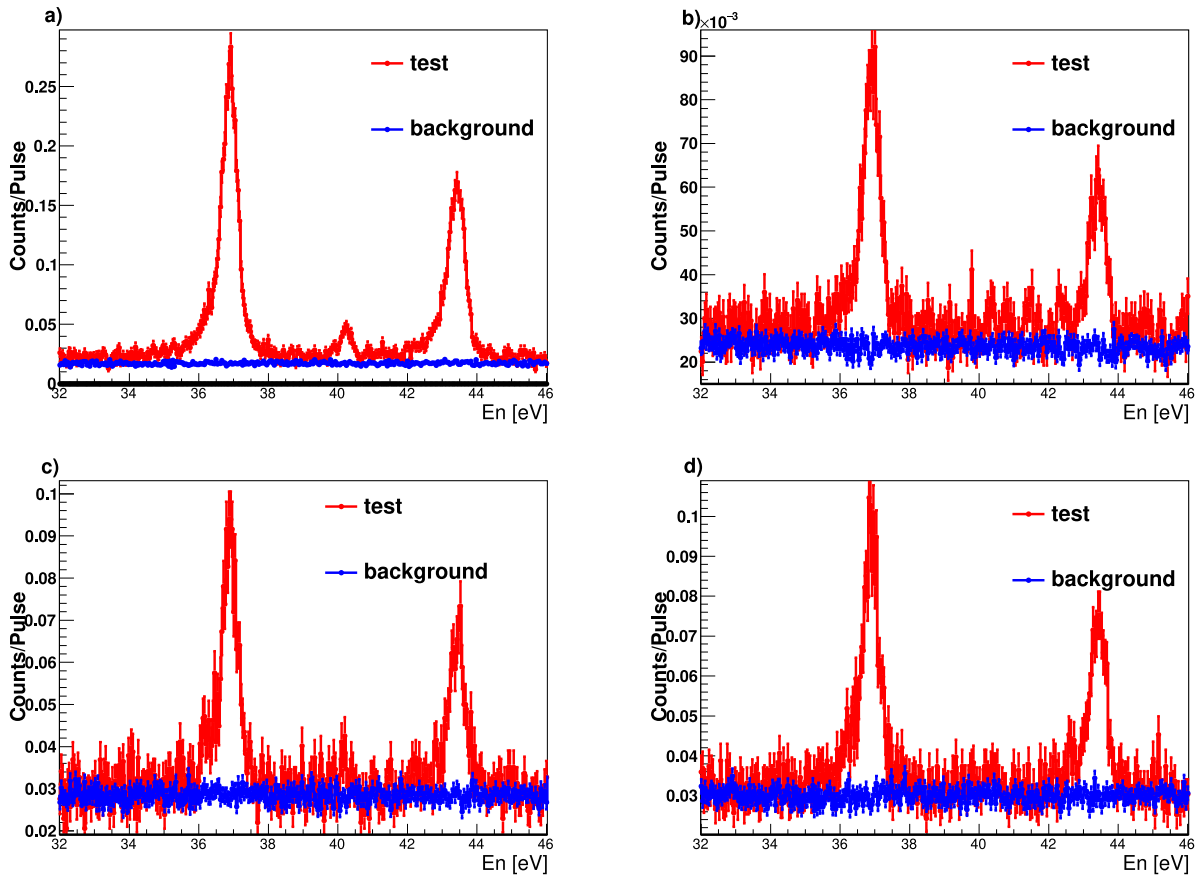 a)
Counts/Pulse
0.25
0.2
0.15
0.1
0.05
0
test
background
32 34 36 38 40 42 44 46
En [eV]
b)
×10⁻³
Counts/Pulse
90
80
70
60
50
40
30
20
test
background
32 34 36 38 40 42 44 46
En [eV]
c)
Counts/Pulse
0.1
0.09
0.08
0.07
0.06
0.05
0.04
0.03
0.02
test
background
32 34 36 38 40 42 44 46
En [eV]
d)
Counts/Pulse
0.1
0.09
0.08
0.07
0.06
0.05
0.04
0.03
test
background
32 34 36 38 40 42 44 46
En [eV]